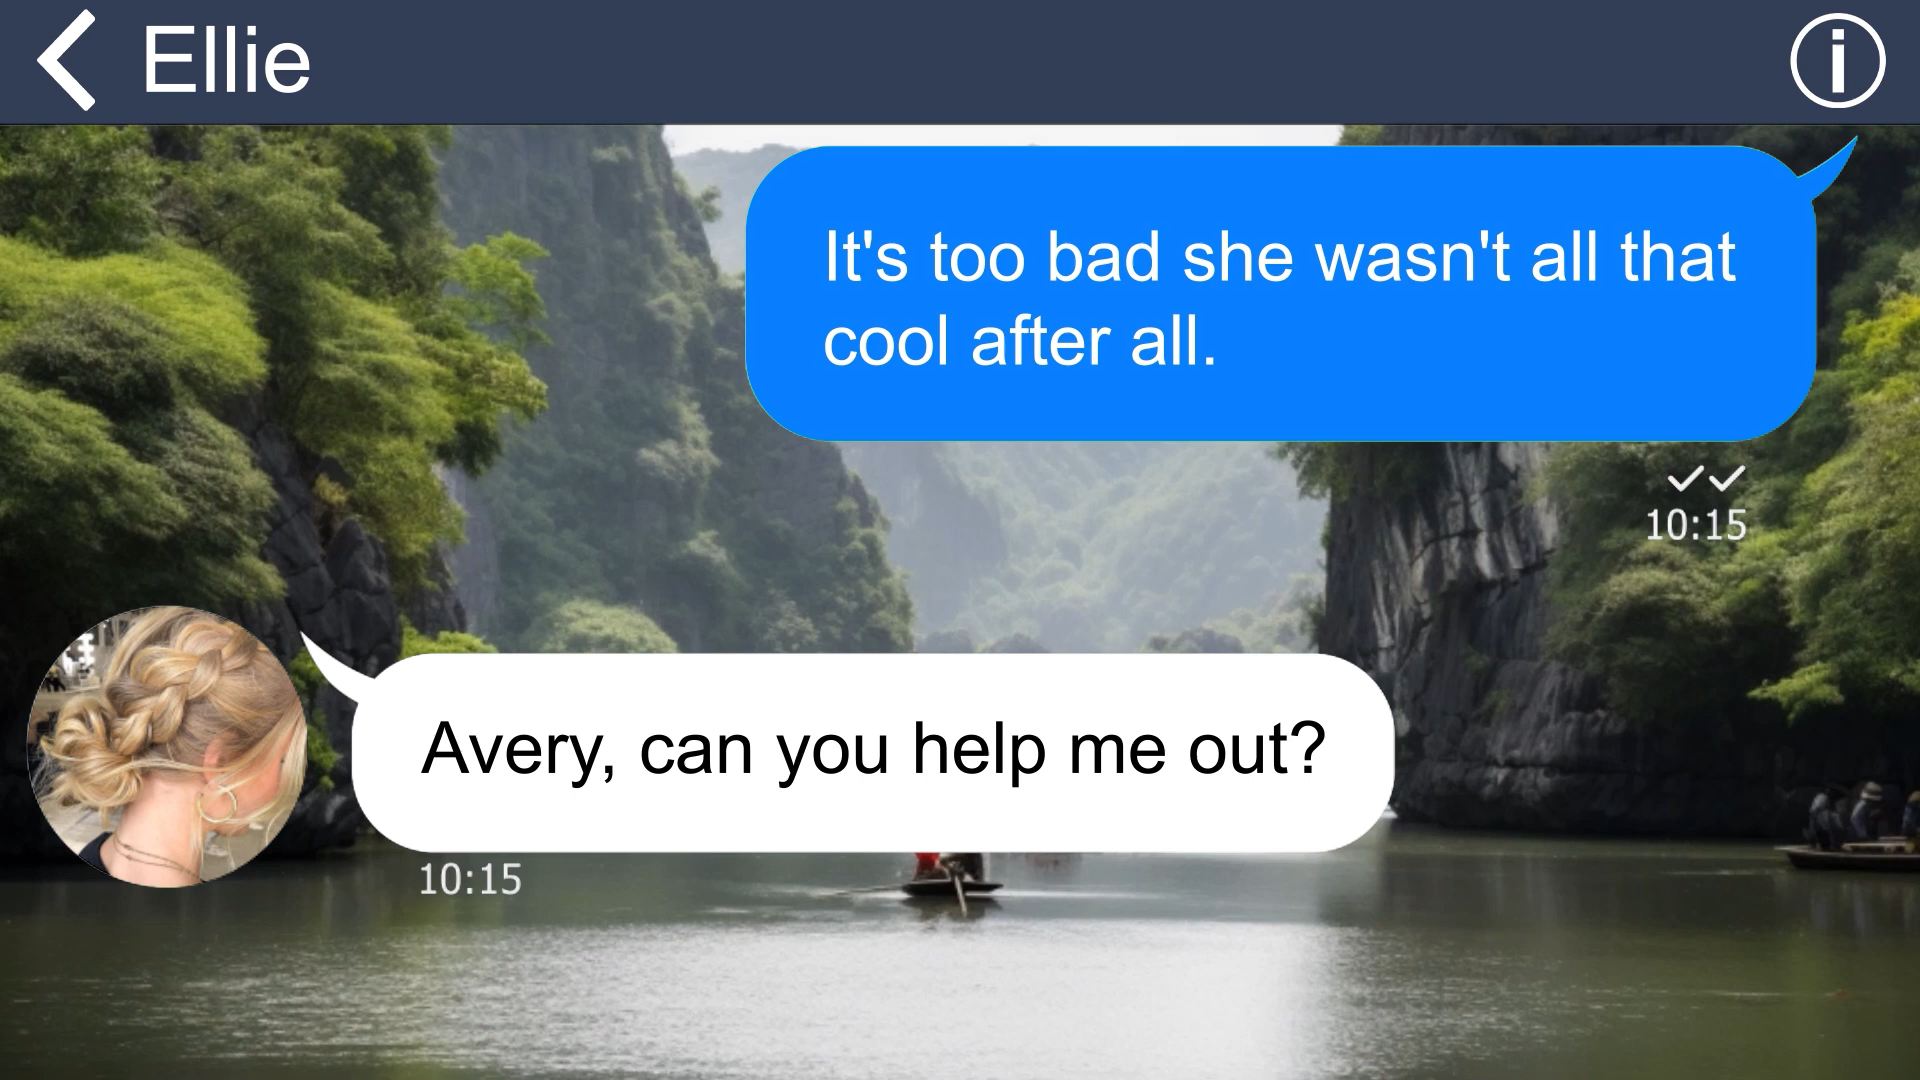 Ellie
It's too bad she wasn't all that
cool after all.
10:15
Avery, can you help me out?
10:15